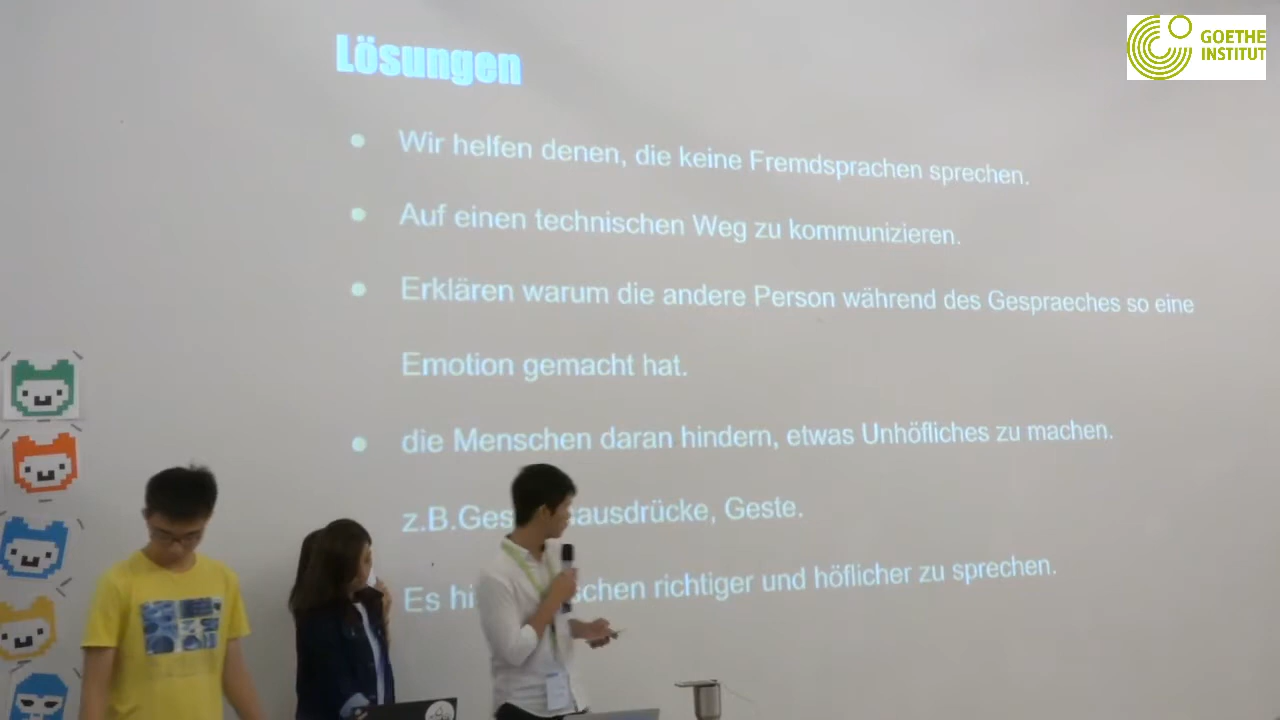 Lösungen
GOETHE
INSTITUT
● Wir helfen denen, die keine Fremdsprachen sprechen.
● Auf einen technischen Weg zu kommunizieren.
● Erklären warum die andere Person während des Gespraeches so eine
Emotion gemacht hat.
● die Menschen daran hindern, etwas Unhöfliches zu machen.
z.B.Ges sausdrücke, Geste.
Es hi schen richtiger und höflicher zu sprechen.